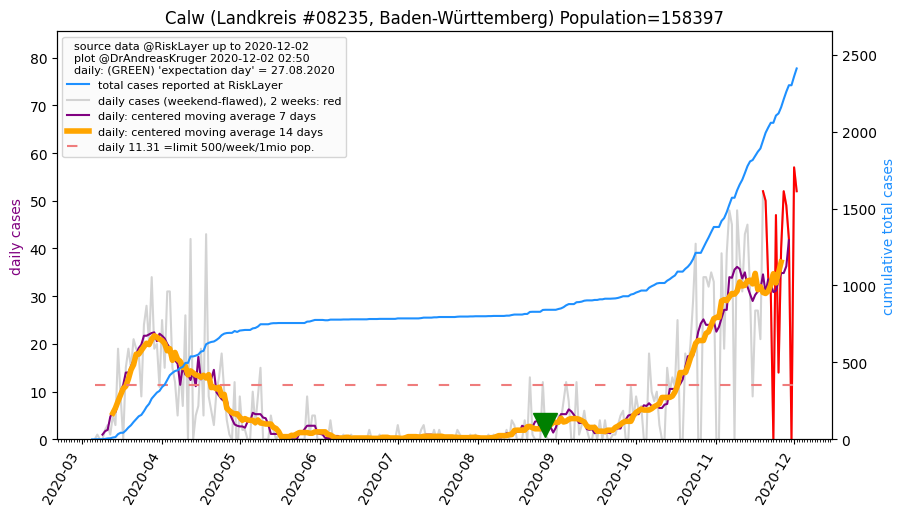 Calw (Landkreis #08235, Baden-Württemberg) Population=158397
source data @RiskLayer up to 2020-12-02
plot @DrAndreasKruger 2020-12-02 02:50
daily: (GREEN) 'expectation day' = 27.08.2020
total cases reported at RiskLayer
daily cases (weekend-flawed), 2 weeks: red
daily: centered moving average 7 days
daily: centered moving average 14 days
daily 11.31 =limit 500/week/1mio pop.
daily cases
80
70
60
50
40
30
20
10
0
2020-03
2020-04
2020-05
2020-06
2020-07
2020-08
2020-09
2020-10
2020-11
2020-12
2500
2000
1500
1000
500
0
cumulative total cases